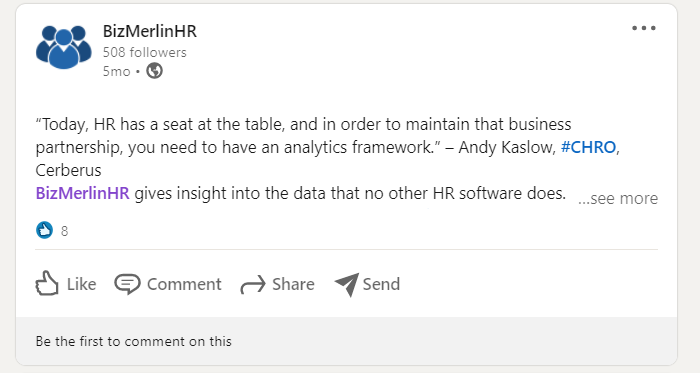 BizMerlinHR
508 followers
5mo •
“Today, HR has a seat at the table, and in order to maintain that business
partnership, you need to have an analytics framework.” – Andy Kaslow, #CHRO,
Cerberus
BizMerlinHR gives insight into the data that no other HR software does. ...see more
8
Like Comment Share Send
Be the first to comment on this